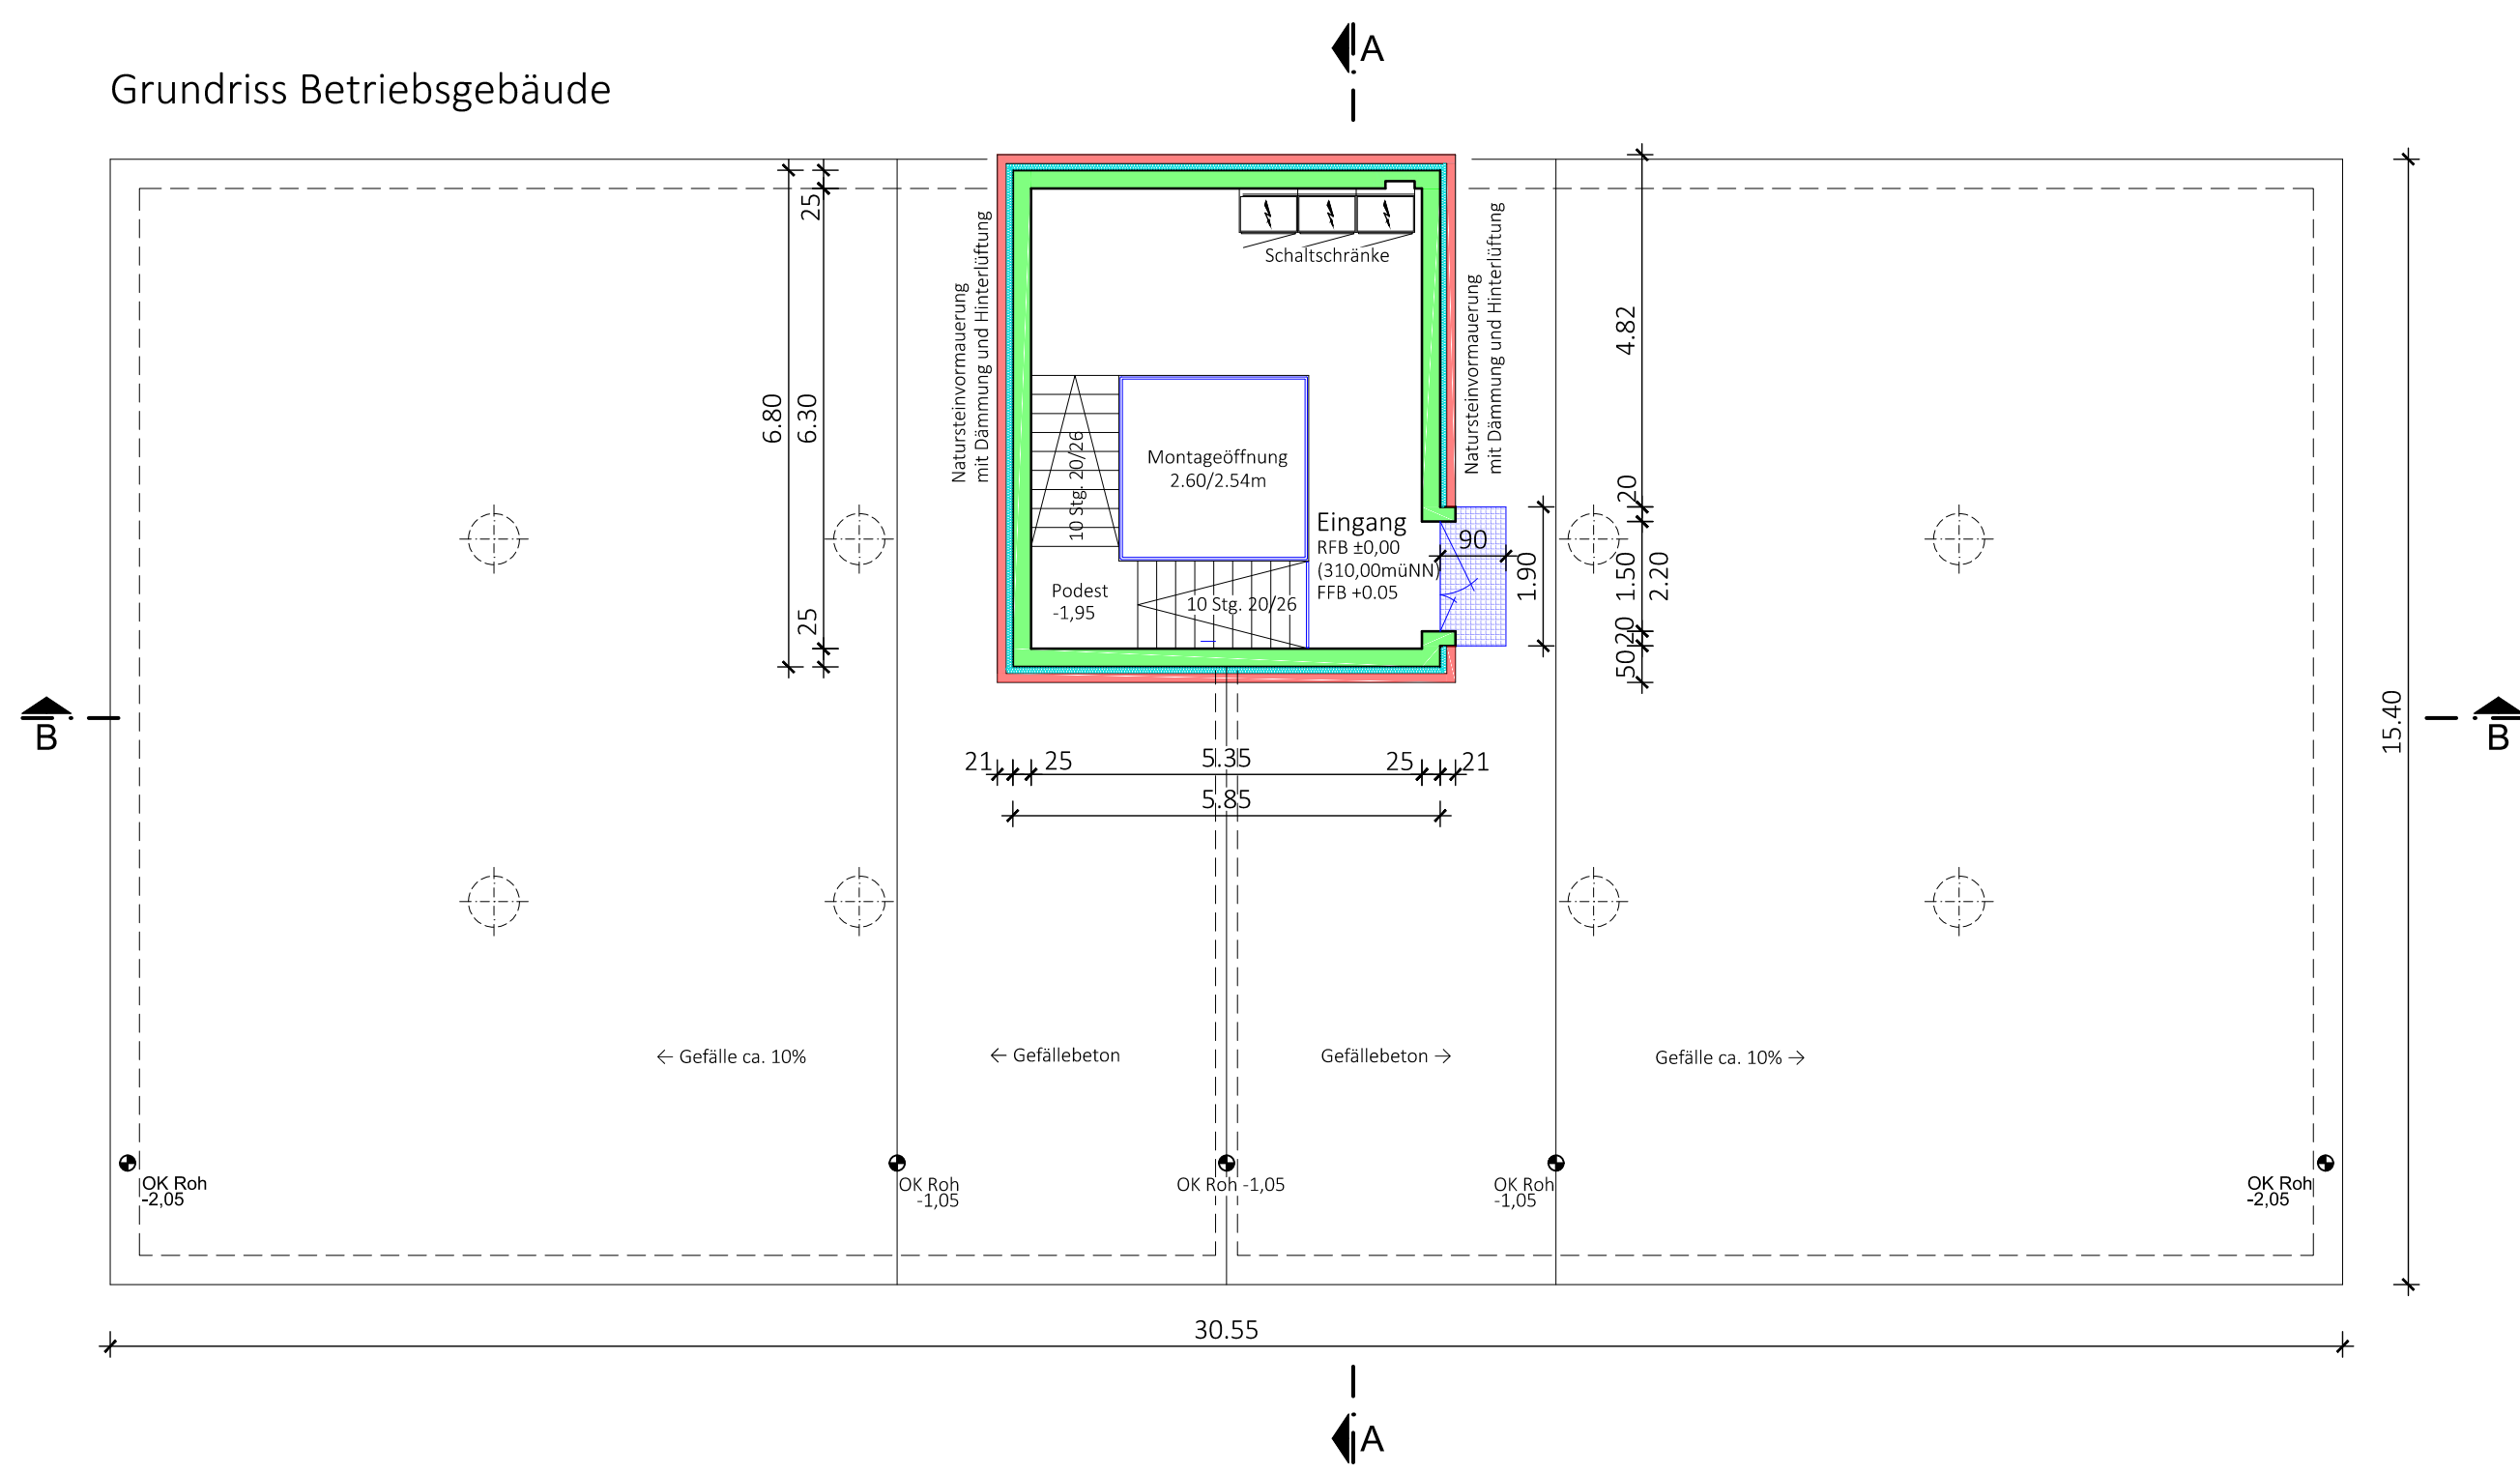 A
Grundriss Betriebsgebäude
25
6.80
6.30
25
Natursteinvormauerung
mit Dämmung und Hinterlüftung
Schaltschränke
Natursteinvormauerung
mit Dämmung und Hinterlüftung
4.82
20
1.50
2.20
20
50
1.90
90
10 Stg. 20/26
Montageöffnung
2.60/2.54m
Eingang
RFB ±0,00
(310,00müNN)
FFB +0.05
Podest
-1,95
10 Stg. 20/26
B
B
15.40
21
25
5.35
25
21
5.85
← Gefälle ca. 10%
← Gefällebeton
Gefällebeton →
Gefälle ca. 10% →
OK Roh
-2,05
OK Roh
-1,05
OK Roh -1,05
OK Roh
-1,05
OK Roh
-2,05
30.55
A